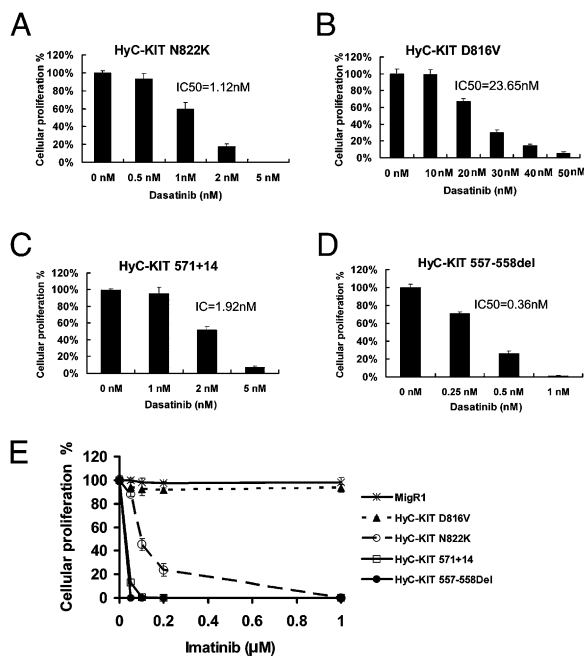 A
HyC-KIT N822K
Cellular proliferation %
120%
100%
80%
60%
40%
20%
0%
IC50=1.12nM
0 nM 0.5 nM 1nM 2 nM 5 nM
Dasatinib (nM)
B
HyC-KIT D816V
Cellular proliferation %
120%
100%
80%
60%
40%
20%
0%
IC50=23.65nM
0 nM 10 nM 20 nM 30 nM 40 nM 50 nM
Dasatinib (nM)
C
HyC-KIT 571+14
Cellular proliferation %
120%
100%
80%
60%
40%
20%
0%
IC=1.92nM
0 nM 1 nM 2 nM 5 nM
Dasatinib (nM)
D
HyC-KIT 557-558del
Cellular proliferation %
120%
100%
80%
60%
40%
20%
0%
IC50=0.36nM
0 nM 0.25 nM 0.5 nM 1 nM
Dasatinib (nM)
E
Cellular proliferation %
120
100
80
60
40
20
0
0 0.2 0.4 0.6 0.8 1
Imatinib (µM)
MigR1
HyC-KIT D816V
HyC-KIT N822K
HyC-KIT 571+14
HyC-KIT 557-558Del